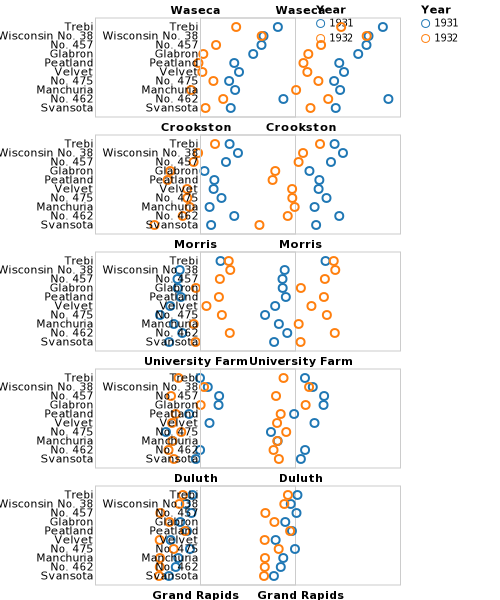 Waseca Waseca Year Year
1931 1931
Trebi Trebi
Wisconsin No. 38 Wisconsin No. 38 1932 1932
No. 457 No. 457
Glabron Glabron
Peatland Peatland
Velvet Velvet
No. 475 No. 475
Manchuria Manchuria
No. 462 No. 462
Svansota Svansota
Crookston Crookston
Trebi Trebi
Wisconsin No. 38 Wisconsin No. 38
No. 457 No. 457
Glabron Glabron
Peatland Peatland
Velvet Velvet
No. 475 No. 475
Manchuria Manchuria
No. 462 No. 462
Svansota Svansota
Morris Morris
Trebi Trebi
Wisconsin No. 38 Wisconsin No. 38
No. 457 No. 457
Glabron Glabron
Peatland Peatland
Velvet Velvet
No. 475 No. 475
Manchuria Manchuria
No. 462 No. 462
Svansota Svansota
University Farm University Farm
Trebi Trebi
Wisconsin No. 38 Wisconsin No. 38
No. 457 No. 457
Glabron Glabron
Peatland Peatland
Velvet Velvet
No. 475 No. 475
Manchuria Manchuria
No. 462 No. 462
Svansota Svansota
Duluth Duluth
Trebi Trebi
Wisconsin No. 38 Wisconsin No. 38
No. 457 No. 457
Glabron Glabron
Peatland Peatland
Velvet Velvet
No. 475 No. 475
Manchuria Manchuria
No. 462 No. 462
Svansota Svansota
Grand Rapids Grand Rapids